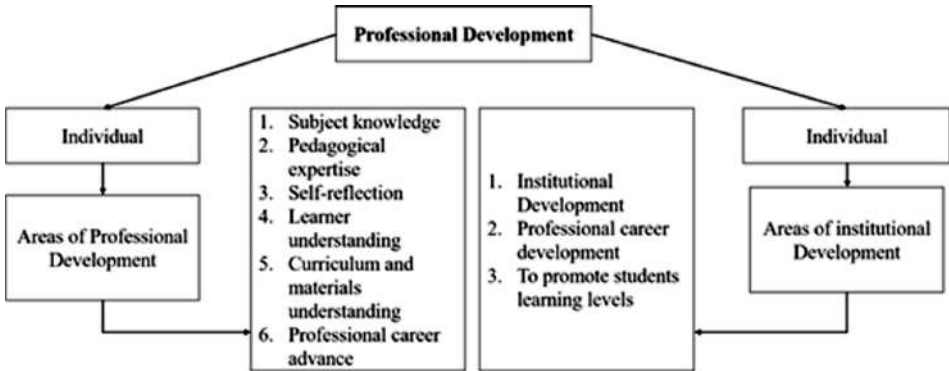 Professional Development
Individual
Areas of Professional
Development
1. Subject knowledge
2. Pedagogical
expertise
3. Self-reflection
4. Learner
understanding
5. Curriculum and
materials
understanding
6. Professional career
advance
1. Institutional
Development
2. Professional career
development
3. To promote students
learning levels
Individual
Areas of institutional
Development